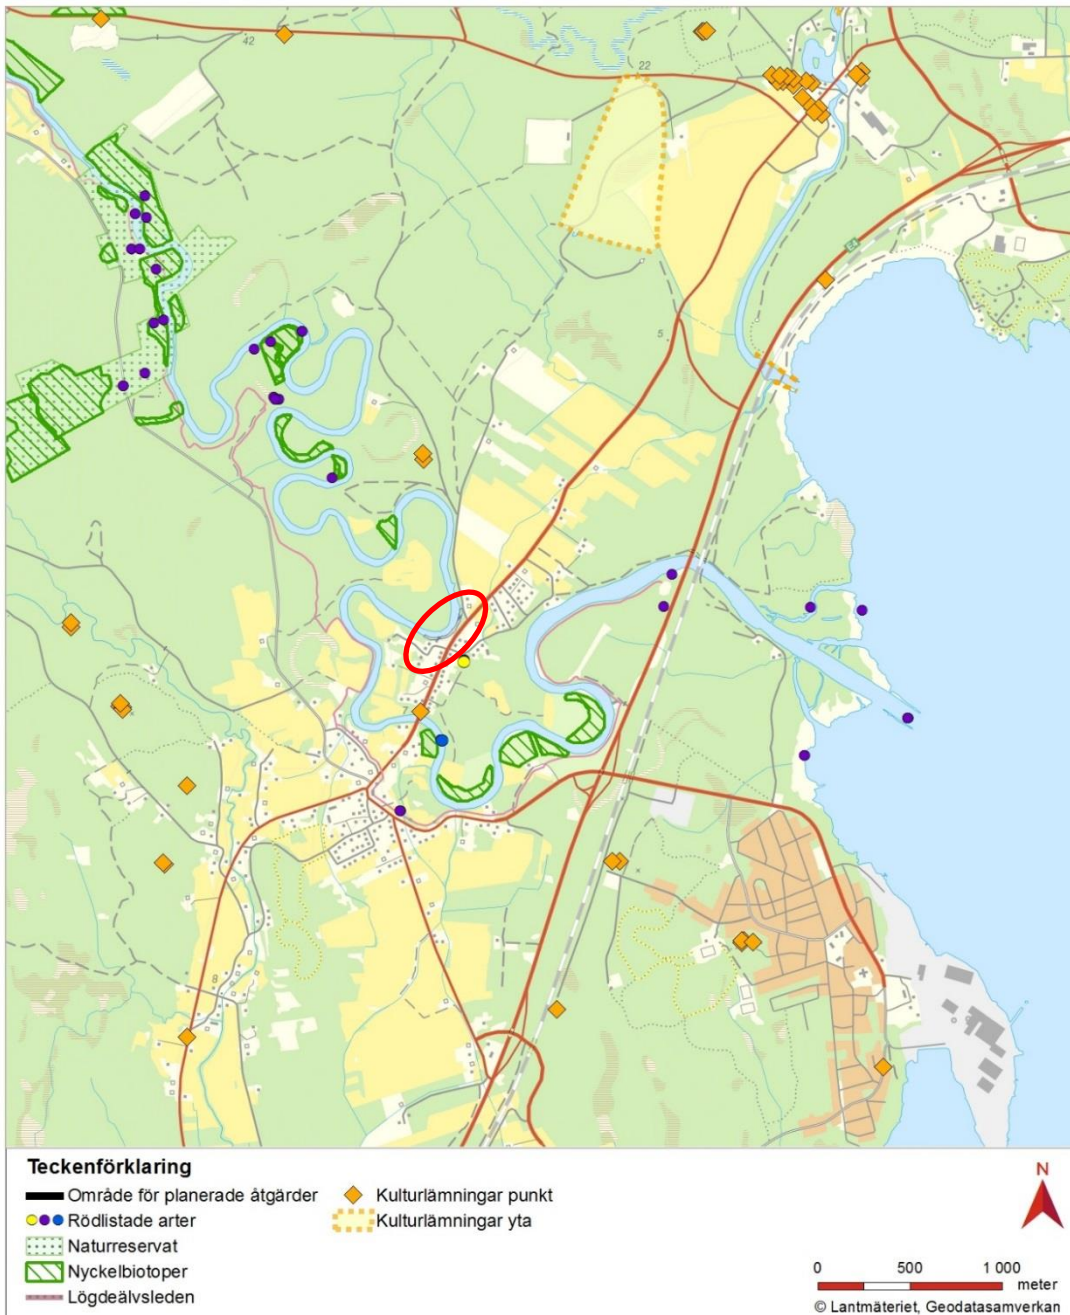 42
22
E4
5
8
Teckenförklaring
Område för planerade åtgärder
Rödlistade arter
Naturreservat
Nyckelbiotoper
Lögdeälvsleden
Kulturlämningar punkt
Kulturlämningar yta
N
0 500 1 000
meter
© Lantmäteriet, Geodatasamverkan